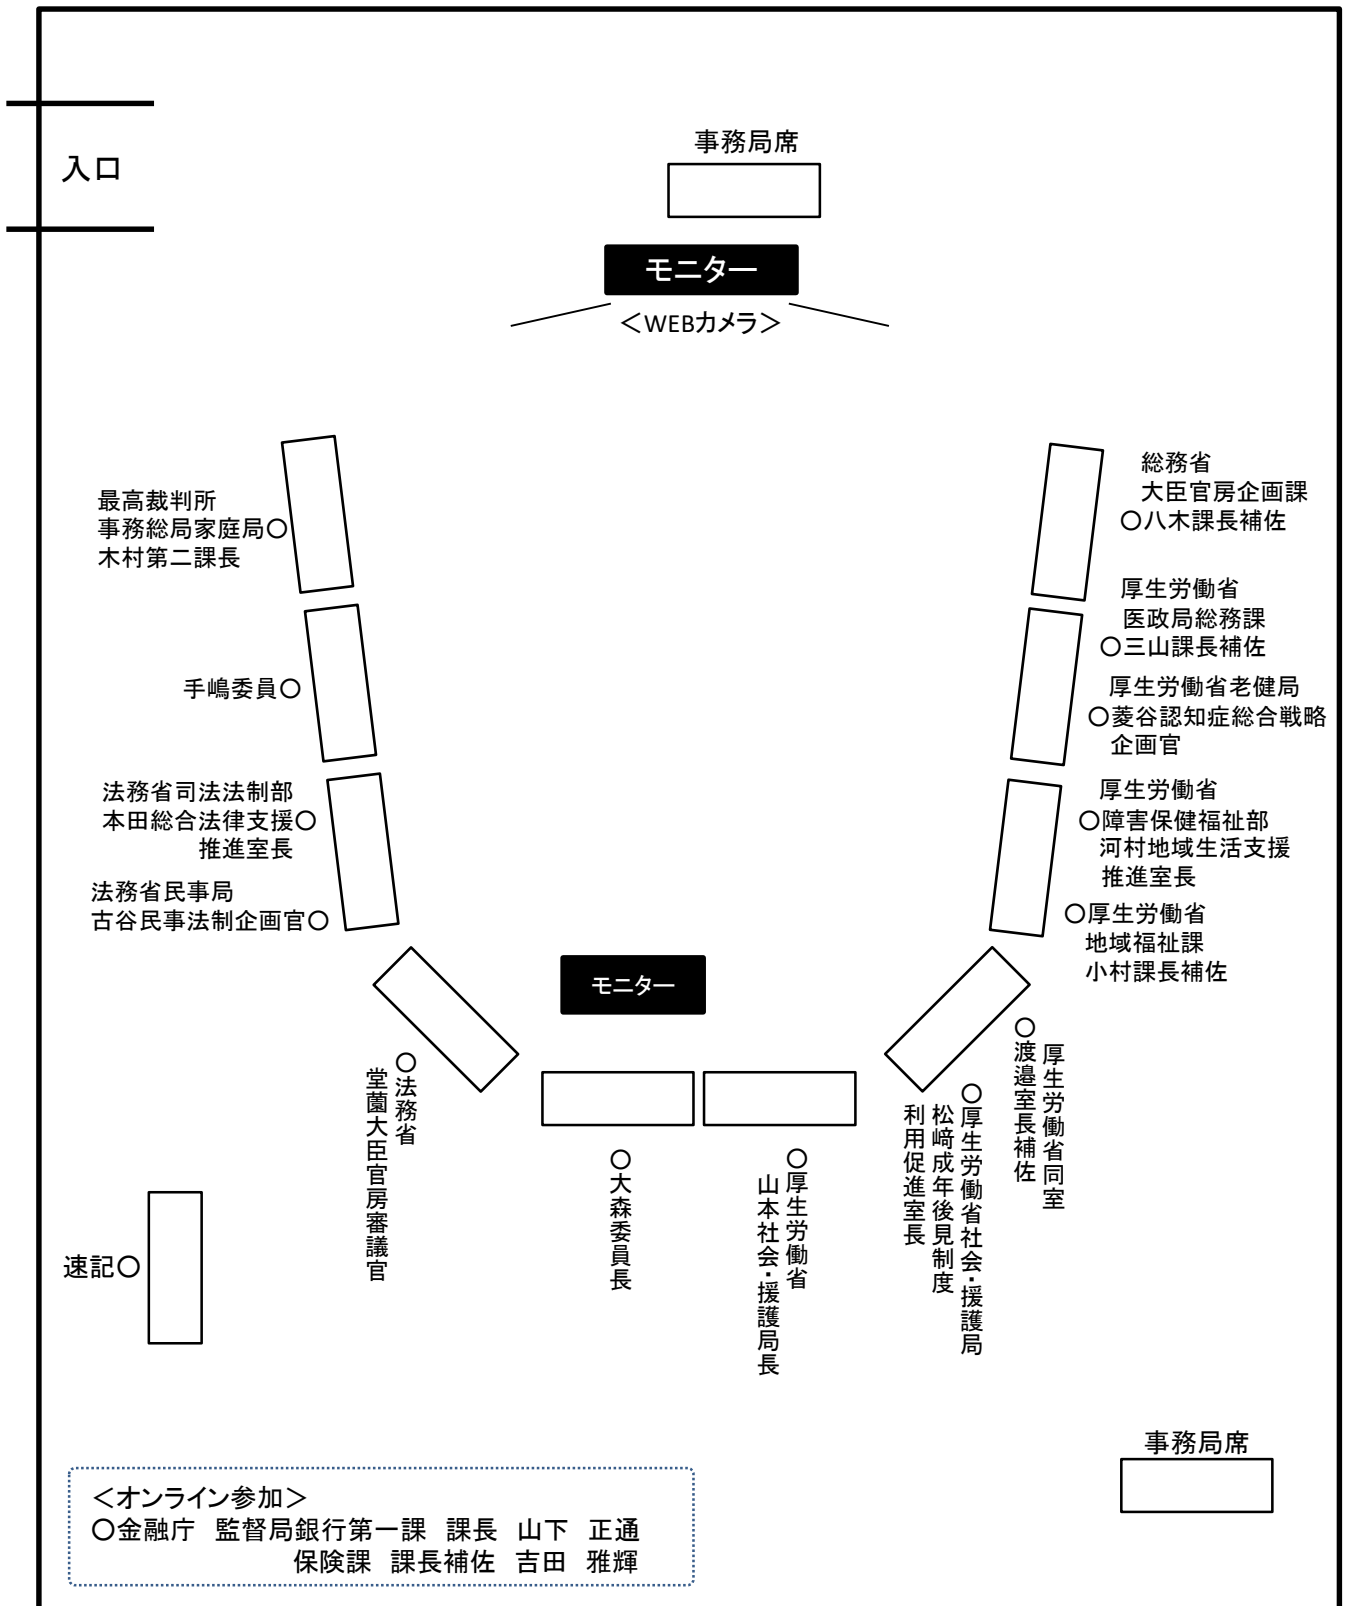 入口
事務局席
モニター
＜WEBカメラ＞
最高裁判所
事務総局家庭局○
木村第二課長
手嶋委員○
法務省司法法制部
本田総合法律支援○
推進室長
法務省民事局
古谷民事法制企画官○
総務省
大臣官房企画課
○八木課長補佐
厚生労働省
医政局総務課
○三山課長補佐
厚生労働省老健局
○菱谷認知症総合戦略
企画官
厚生労働省
○障害保健福祉部
河村地域生活支援
推進室長
○厚生労働省
地域福祉課
小村課長補佐
モニター
厚生労働省同室
○渡邉室長補佐
○厚生労働省社会・援護局
松﨑成年後見制度
利用促進室長
○厚生労働省
山本社会・援護局長
○大森委員長
○法務省
堂薗大臣官房審議官
速記○
事務局席
＜オンライン参加＞
○金融庁　監督局銀行第一課　課長　山下　正通
保険課　課長補佐　吉田　雅輝